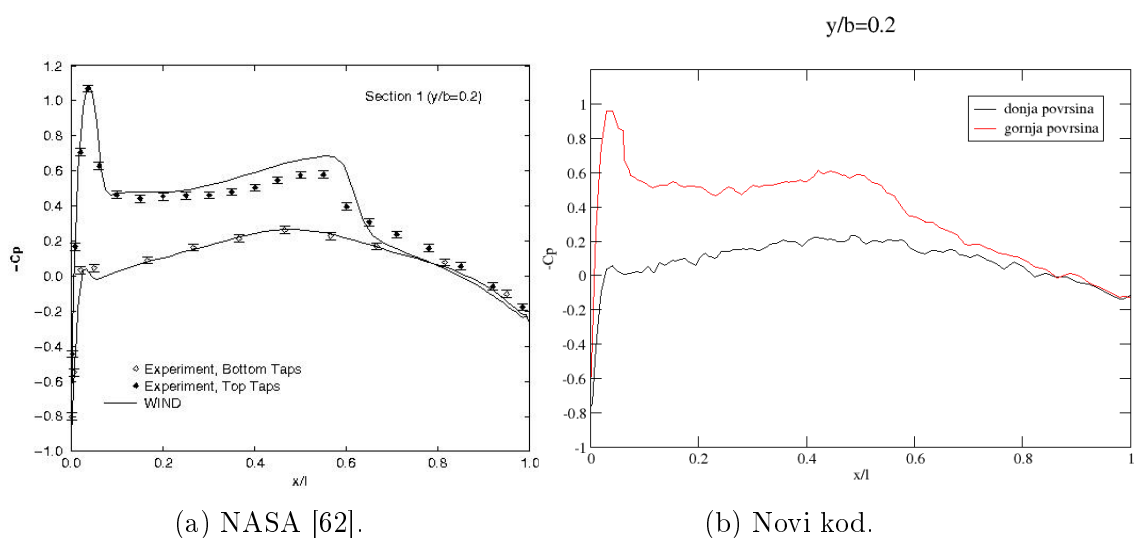 y/b=0.2
1.2
1.0
0.8
0.6
0.4
0.2
0.0
−0.2
−0.4
−0.6
−0.8
−1.0
−Cp
Section 1 (y/b=0.2)
Experiment, Bottom Taps
Experiment, Top Taps
WIND
0.0 0.2 0.4 0.6 0.8 1.0
x/l
(a) NASA [62].
1
0.8
0.6
0.4
0.2
0
-0.2
-0.4
-0.6
-0.8
-1
-Cp
donja povrsina
gornja povrsina
0 0.2 0.4 0.6 0.8 1
x/l
(b) Novi kod.